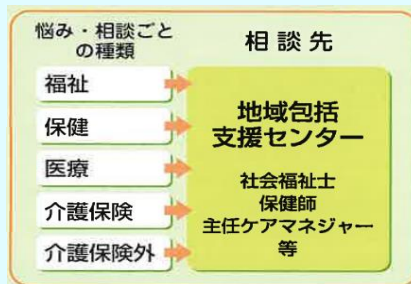 悩み・相談ごと
の種類
相談先
福祉
保健
医療
介護保険
介護保険外
地域包括
支援センター
社会福祉士
保健師
主任ケアマネジャー
等